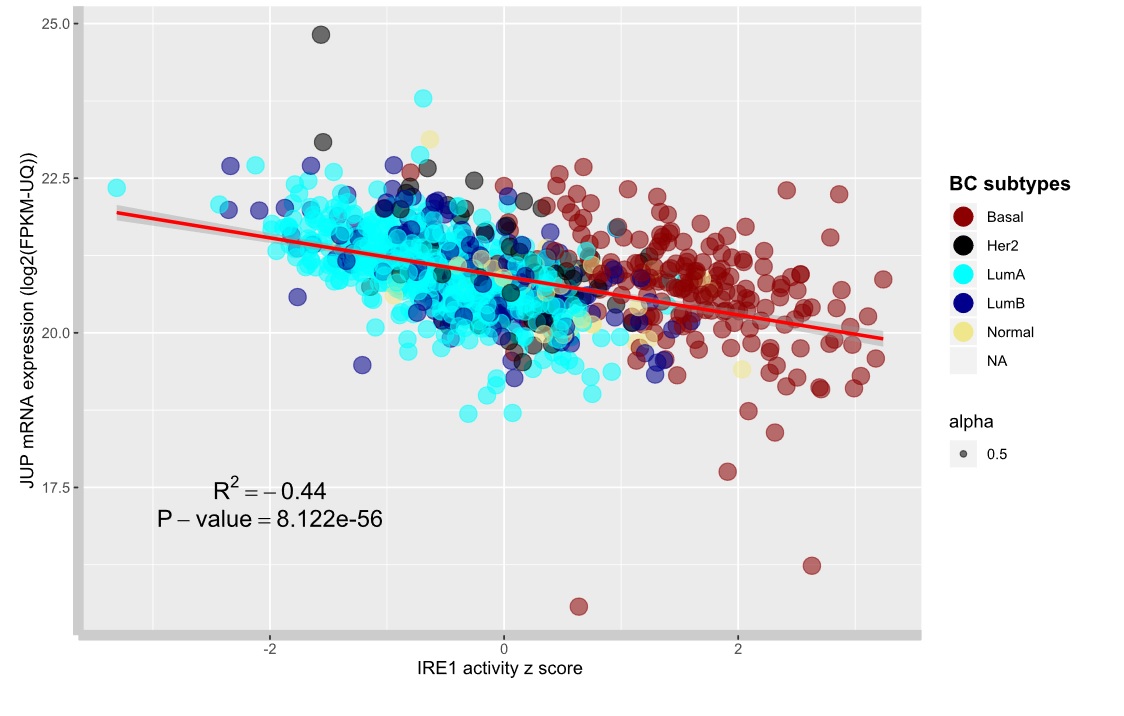 25.0
22.5
20.0
17.5
JUP mRNA expression (log2(FPKM-UQ))
R² = − 0.44
P − value = 8.122e-56
-2 0 2
IRE1 activity z score
BC subtypes
Basal
Her2
LumA
LumB
Normal
NA
alpha
0.5